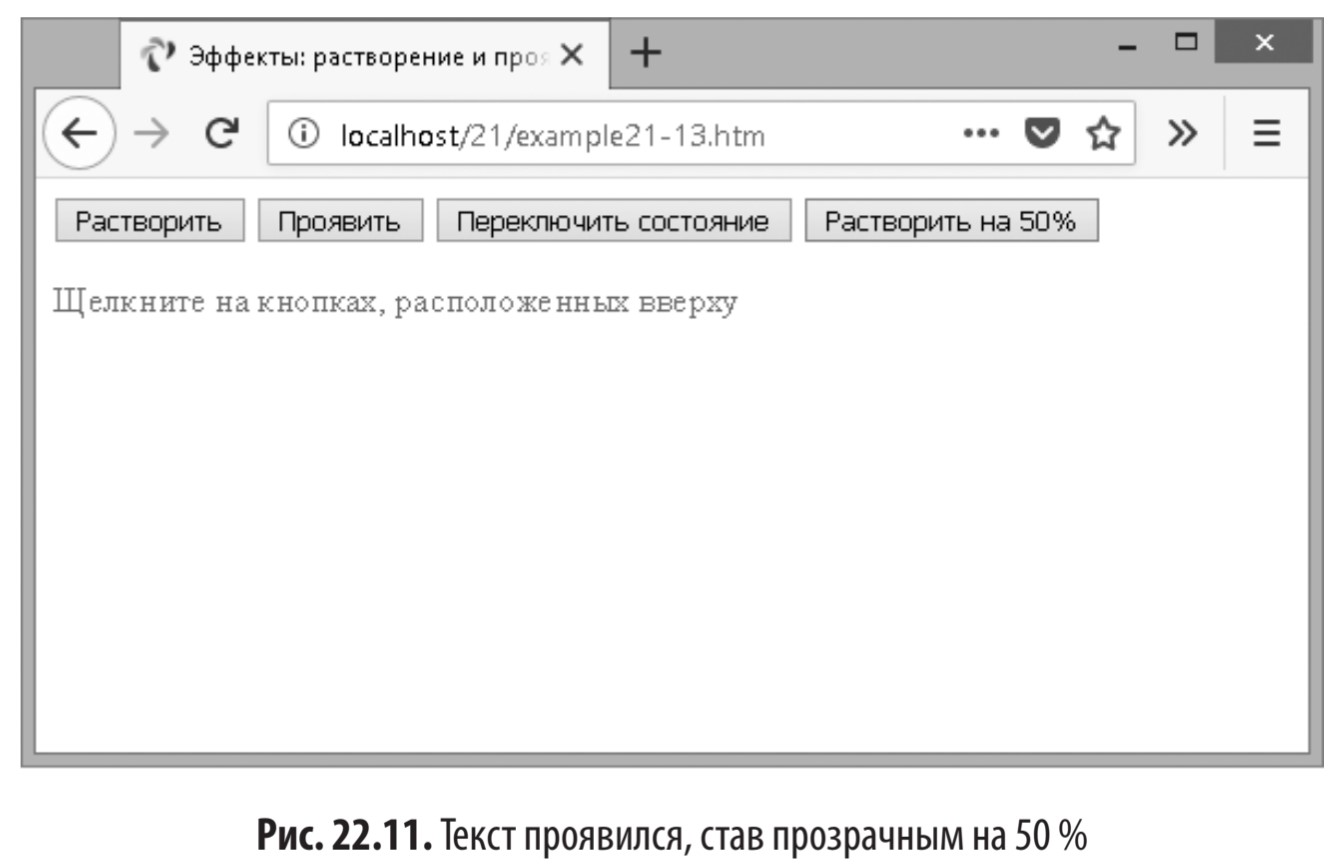 Эффекты: растворение и проя
localhost/21/example21-13.htm
Растворить Проявить Переключить состояние Растворить на 50%
Щелкните на кнопках, расположенных вверху
Рис. 22.11. Текст проявился, став прозрачным на 50 %